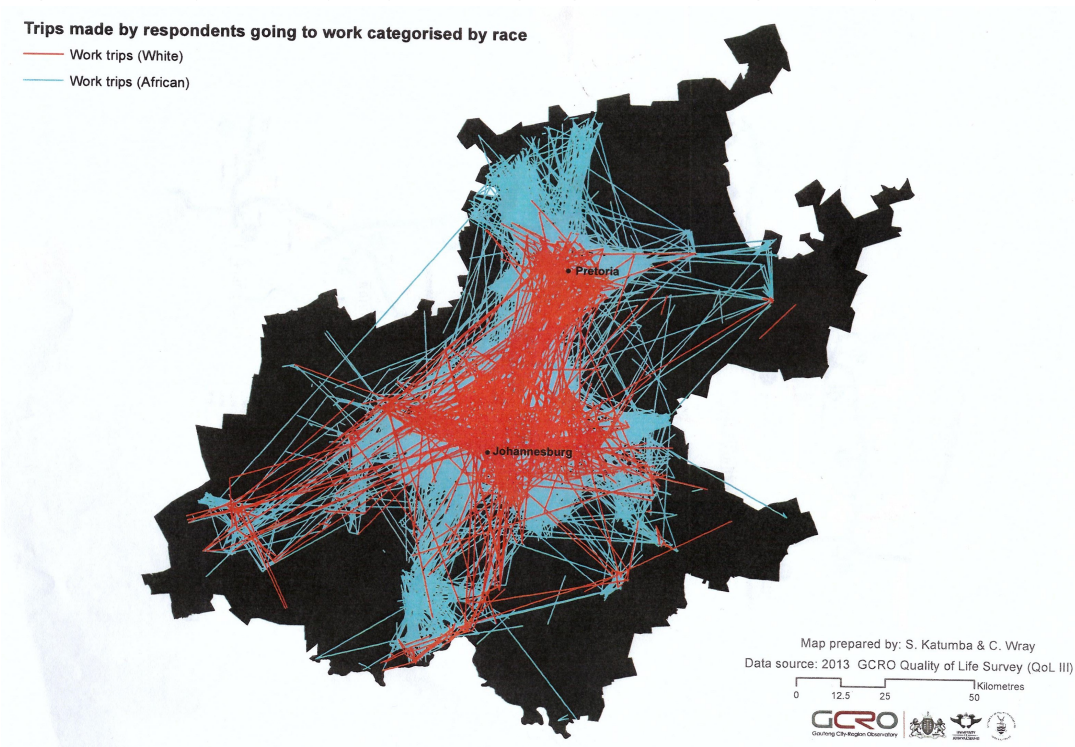 Trips made by respondents going to work categorised by race
Work trips (White)
Work trips (African)
Pretoria
Johannesburg
Map prepared by: S. Katumba & C. Wray
Data source: 2013 GCRO Quality of Life Survey (QoL III)
Kilometres
0 12.5 25 50
GCRO
Gauteng City-Region Observatory